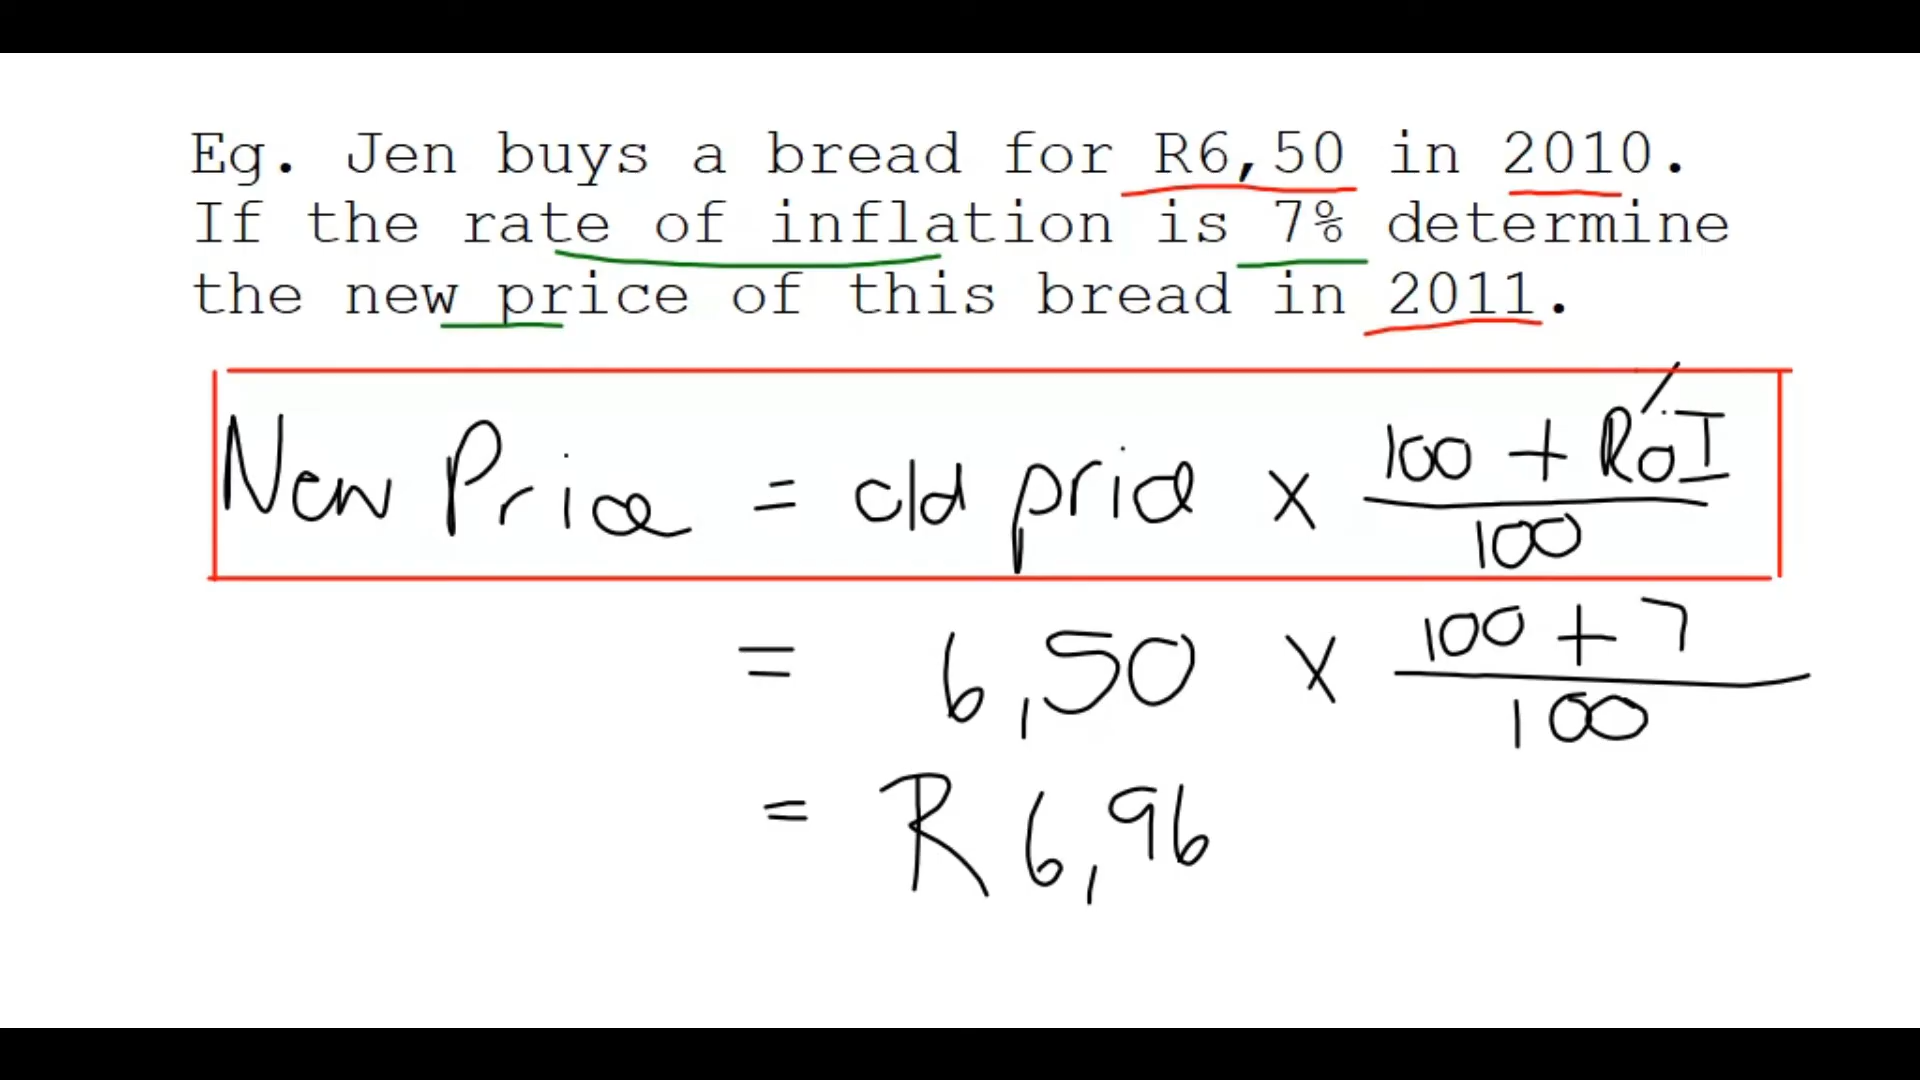 Eg. Jen buys a bread for R6,50 in 2010.
If the rate of inflation is 7% determine
the new price of this bread in 2011.
New Price = old price × (100 + RoI)/100
= 6,50 × (100 + 7)/100
= R 6,96